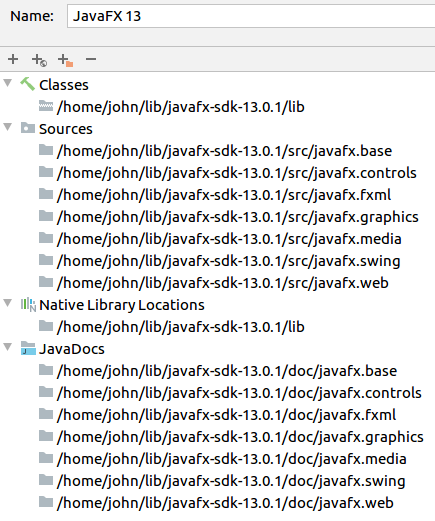 Name: JavaFX 13
Classes
/home/john/lib/javafx-sdk-13.0.1/lib
Sources
/home/john/lib/javafx-sdk-13.0.1/src/javafx.base
/home/john/lib/javafx-sdk-13.0.1/src/javafx.controls
/home/john/lib/javafx-sdk-13.0.1/src/javafx.fxml
/home/john/lib/javafx-sdk-13.0.1/src/javafx.graphics
/home/john/lib/javafx-sdk-13.0.1/src/javafx.media
/home/john/lib/javafx-sdk-13.0.1/src/javafx.swing
/home/john/lib/javafx-sdk-13.0.1/src/javafx.web
Native Library Locations
/home/john/lib/javafx-sdk-13.0.1/lib
JavaDocs
/home/john/lib/javafx-sdk-13.0.1/doc/javafx.base
/home/john/lib/javafx-sdk-13.0.1/doc/javafx.controls
/home/john/lib/javafx-sdk-13.0.1/doc/javafx.fxml
/home/john/lib/javafx-sdk-13.0.1/doc/javafx.graphics
/home/john/lib/javafx-sdk-13.0.1/doc/javafx.media
/home/john/lib/javafx-sdk-13.0.1/doc/javafx.swing
/home/john/lib/javafx-sdk-13.0.1/doc/javafx.web